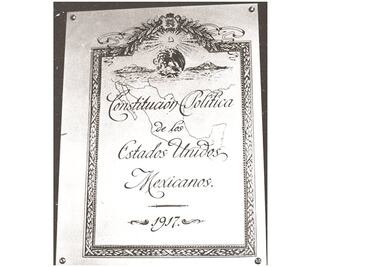 Constitución Política
de los
Estados Unidos
Mexicanos.
1917.